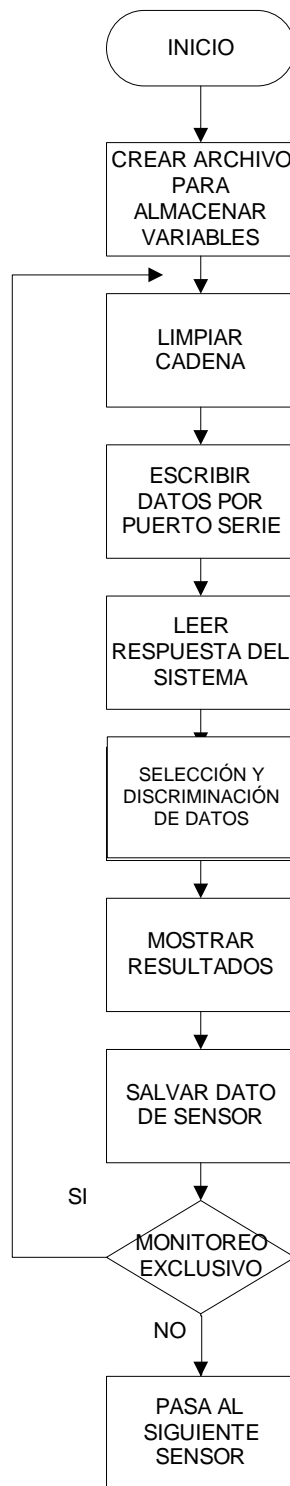 INICIO
CREAR ARCHIVO
PARA
ALMACENAR
VARIABLES
LIMPIAR
CADENA
ESCRIBIR
DATOS POR
PUERTO SERIE
LEER
RESPUESTA DEL
SISTEMA
SELECCIÓN Y
DISCRIMINACIÓN
DE DATOS
MOSTRAR
RESULTADOS
SALVAR DATO
DE SENSOR
SI
MONITOREO
EXCLUSIVO
NO
PASA AL
SIGUIENTE
SENSOR